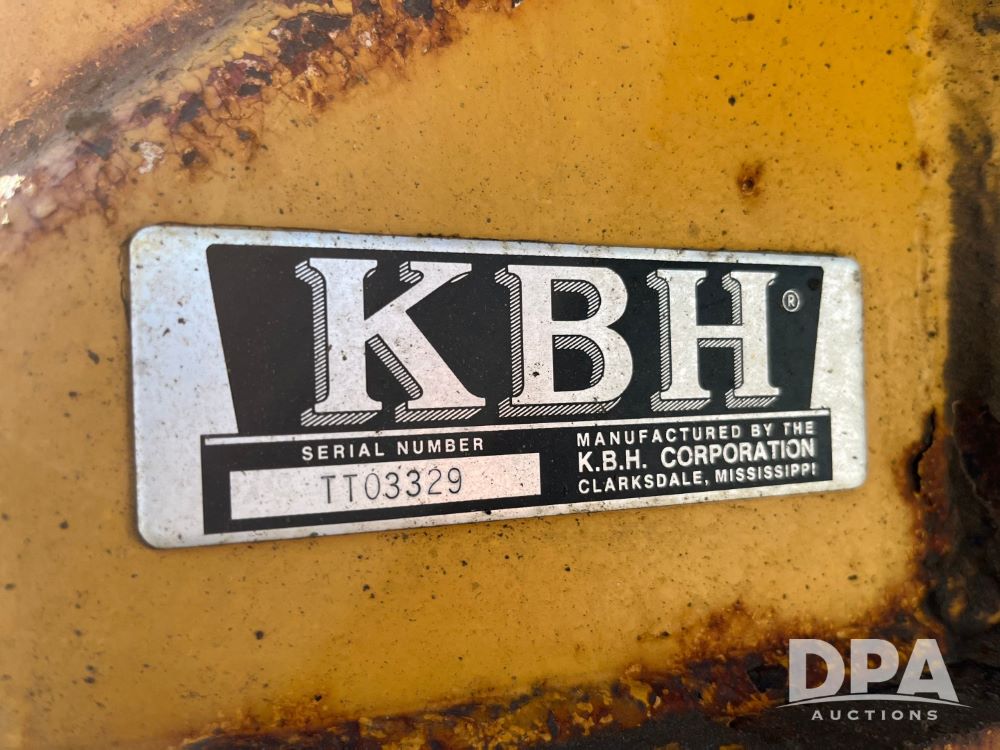 KBH®
SERIAL NUMBER
TT03329
MANUFACTURED BY THE
K.B.H. CORPORATION
CLARKSDALE, MISSISSIPPI
DPA
AUCTIONS